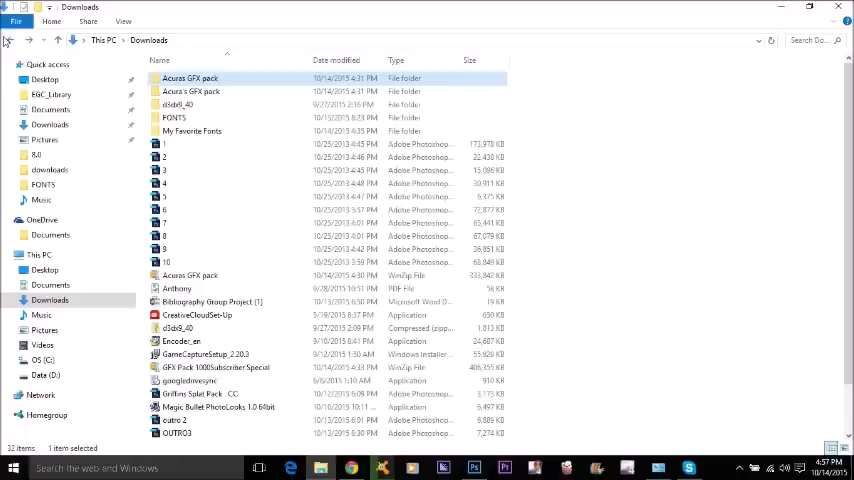 Downloads
File Home Share View
This PC Downloads Search Do...
Name Date modified Type Size
Quick access
Desktop
EGC_Library
Documents
Downloads
Pictures
8.0
downloads
FONTS
Music
OneDrive
Documents
This PC
Desktop
Documents
Downloads
Music
Pictures
Videos
OS (C:)
Data (D:)
Network
Homegroup
Acuras GFX pack 10/14/2015 4:31 PM File folder
Acura's GFX pack 10/14/2015 4:31 PM File folder
d3dx9_40 9/27/2015 2:16 PM File folder
FONTS 10/13/2015 8:23 PM File folder
My Favorite Fonts 10/14/2015 4:35 PM File folder
1 10/25/2013 4:45 PM Adobe Photoshop... 173,978 KB
2 10/25/2013 4:46 PM Adobe Photoshop... 22,438 KB
3 10/25/2013 4:46 PM Adobe Photoshop... 15,096 KB
4 10/25/2013 4:48 PM Adobe Photoshop... 30,911 KB
5 10/25/2013 4:47 PM Adobe Photoshop... 6,375 KB
6 10/25/2013 3:57 PM Adobe Photoshop... 72,877 KB
7 10/25/2013 4:01 PM Adobe Photoshop... 65,441 KB
8 10/25/2013 4:01 PM Adobe Photoshop... 67,079 KB
9 10/25/2013 4:02 PM Adobe Photoshop... 36,851 KB
10 10/25/2013 3:59 PM Adobe Photoshop... 68,849 KB
Acuras GFX pack 10/14/2015 4:30 PM WinZip File 333,842 KB
Anthony 9/28/2015 10:51 PM PDF File 58 KB
Bibliography Group Project (1) 10/13/2015 6:50 PM Microsoft Word D... 19 KB
CreativeCloudSet-Up 5/19/2015 8:37 PM Application 650 KB
d3dx9_40 9/27/2015 2:09 PM Compressed (zipp... 1,813 KB
Encoder_en 9/10/2015 8:41 PM Application 24,687 KB
GameCaptureSetup_2.20.3 9/12/2015 1:50 AM Windows Installer ... 55,828 KB
GFX Pack 1000Subscriber Special 10/14/2015 4:33 PM WinZip File 406,355 KB
googledrivesync 6/6/2015 1:10 AM Application 910 KB
Griffins Splat Pack CC 10/12/2015 6:09 PM Adobe Photoshop... 3,173 KB
Magic Bullet PhotoLooks 1.0 64bit 10/10/2015 10:11 ... Application 6,497 KB
outro 2 10/13/2015 6:01 PM Adobe Photoshop... 6,889 KB
OUTRO3 10/13/2015 8:30 PM Adobe Photoshop... 7,274 KB
32 items 1 item selected
Search the web and Windows
4:57 PM
10/14/2015